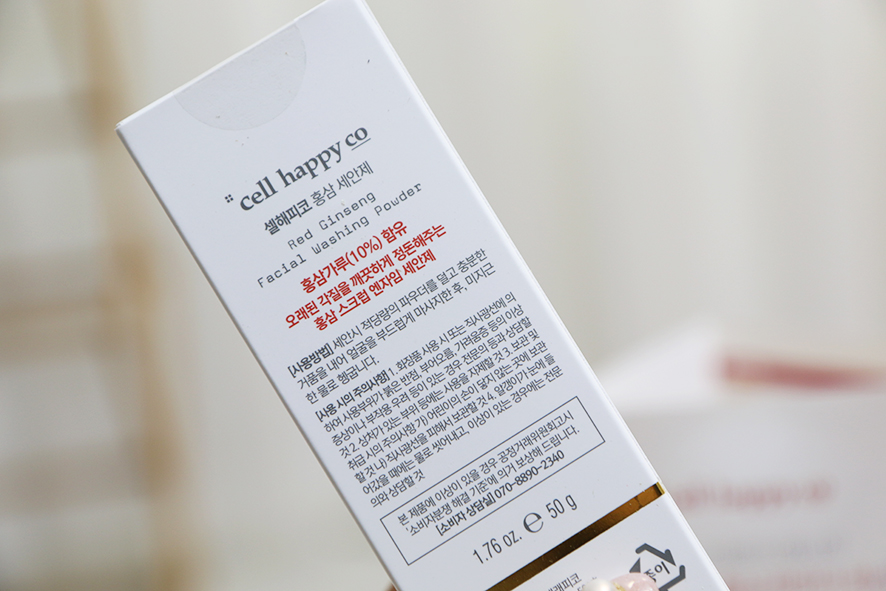 cell happy co
셀해피코 홍삼 세안제
Red Ginseng
Facial Washing Powder
홍삼가루(10%) 함유
오래된 각질을 깨끗하게 정돈해주는
홍삼 스크럽 엔자임 세안제
[사용방법] 세안시 적당량의 파우더를 덜고 충분한
거품을 내어 얼굴을 부드럽게 마사지한 후, 미지근
한 물로 헹굽니다.
[사용 시의 주의사항] 1. 화장품 사용 시 또는 직사광선에 의
하여 사용부위가 붉은 반점, 부어오름, 가려움증 등의 이상
증상이나 부작용 우려 등이 있는 경우 전문의 등과 상담할
것 2. 상처가 있는 부위 등에는 사용을 자제할 것 3. 보관 및
취급 시의 주의사항 가) 어린이의 손이 닿지 않는 곳에 보관
할 것 나) 직사광선을 피해서 보관할 것 4. 알갱이가 눈에 들
어갔을 때에는 물로 씻어내고, 이상이 있는 경우에는 전문
의와 상담할 것
본 제품에 이상이 있을 경우 공정거래위원회고시
'소비자분쟁 해결 기준'에 의거 보상해 드립니다.
[소비자 상담실] 070-8890-2340
1.76 oz. ℮ 50 g
종이